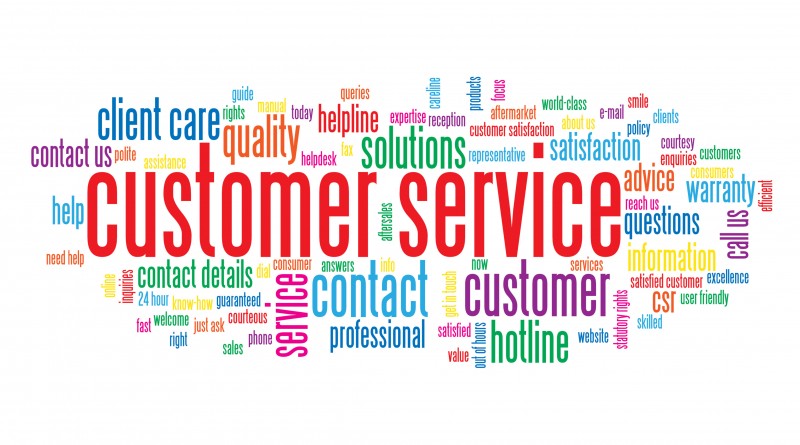 guide
queries
careline
products
focus
client care
rights
manual
today
helpline
expertise
reception
aftermarket
world-class
about us
e-mail
smile
policy
clients
contact us
polite
assistance
quality
helpdesk
fax
solutions
customer satisfaction
representative
satisfaction
courtesy
enquiries
customers
consumers
customer service
help
aftersales
advice
reach us
warranty
efficient
questions
call us
need help
online
inquiries
contact details
dial
consumer
answers
info
now
services
information
satisfied customer
excellence
24 hour
know-how
guaranteed
service
contact
get in touch
customer
statutory rights
csr
user friendly
fast
welcome
just ask
courteous
right
sales
phone
professional
satisfied
value
out of hours
hotline
website
skilled